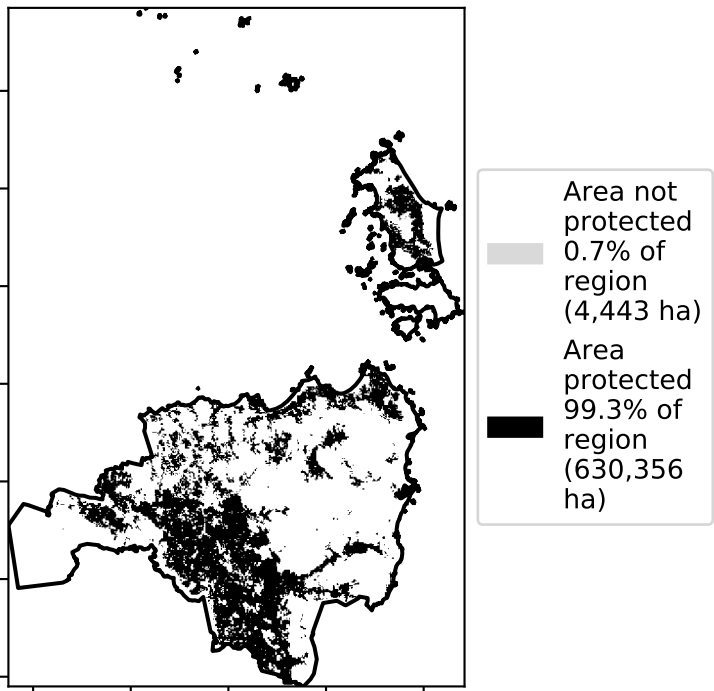 Area not
protected
0.7% of
region
(4,443 ha)
Area
protected
99.3% of
region
(630,356
ha)